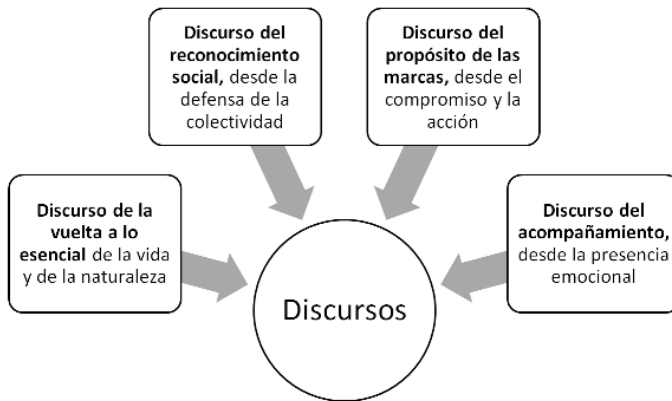 Discurso del
reconocimiento
social, desde la
defensa de la
colectividad
Discurso del
propósito de las
marcas, desde el
compromiso y la
acción
Discurso de la
vuelta a lo
esencial de la vida
y de la naturaleza
Discurso del
acompañamiento,
desde la presencia
emocional
Discursos